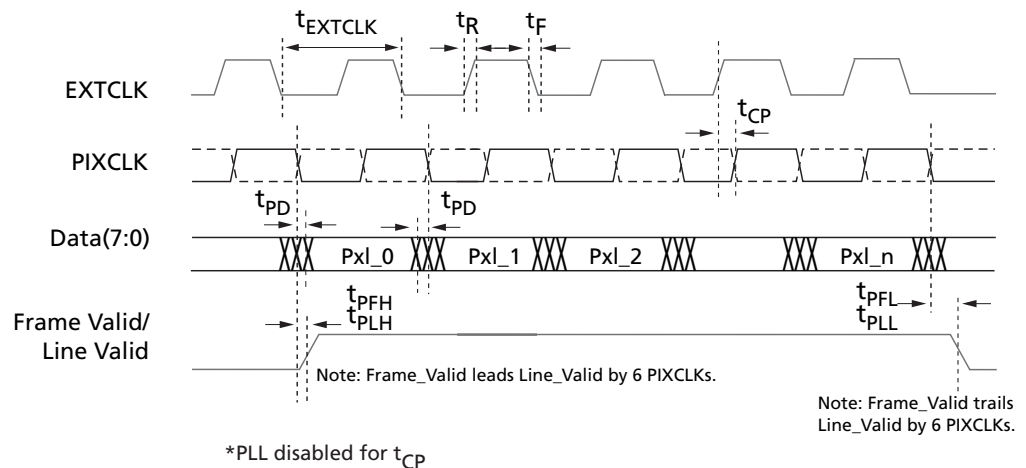 tEXTCLK tR tF
EXTCLK
tCP
PIXCLK
tPD tPD
Data(7:0)
Pxl_0 Pxl_1 Pxl_2 Pxl_n
tPFH tPFL
tPLH tPLL
Frame Valid/
Line Valid
Note: Frame_Valid leads Line_Valid by 6 PIXCLKs.
Note: Frame_Valid trails
Line_Valid by 6 PIXCLKs.
*PLL disabled for tCP